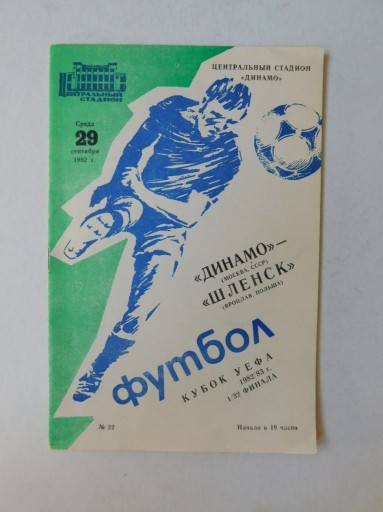 ЦЕНТРАЛЬНЫЙ СТАДИОН
«ДИНАМО»
ЦЕНТРАЛЬНЫЙ
СТАДИОН
Среда
29
сентября
1982 г.
«ДИНАМО» —
(МОСКВА, СССР)
«ШЛЕНСК»
(ВРОЦЛАВ, ПОЛЬША)
футбол
КУБОК УЕФА
1982/83 г.
1/32 ФИНАЛА
№ 22
Начало в 19 часов